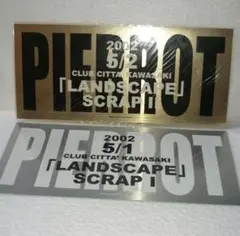 PIERROT
2002
5/2
CLUB CITTA' KAWASAKI
「LANDSCAPE」
SCRAP I
PIERROT
2002
5/1
CLUB CITTA' KAWASAKI
「LANDSCAPE」
SCRAP I